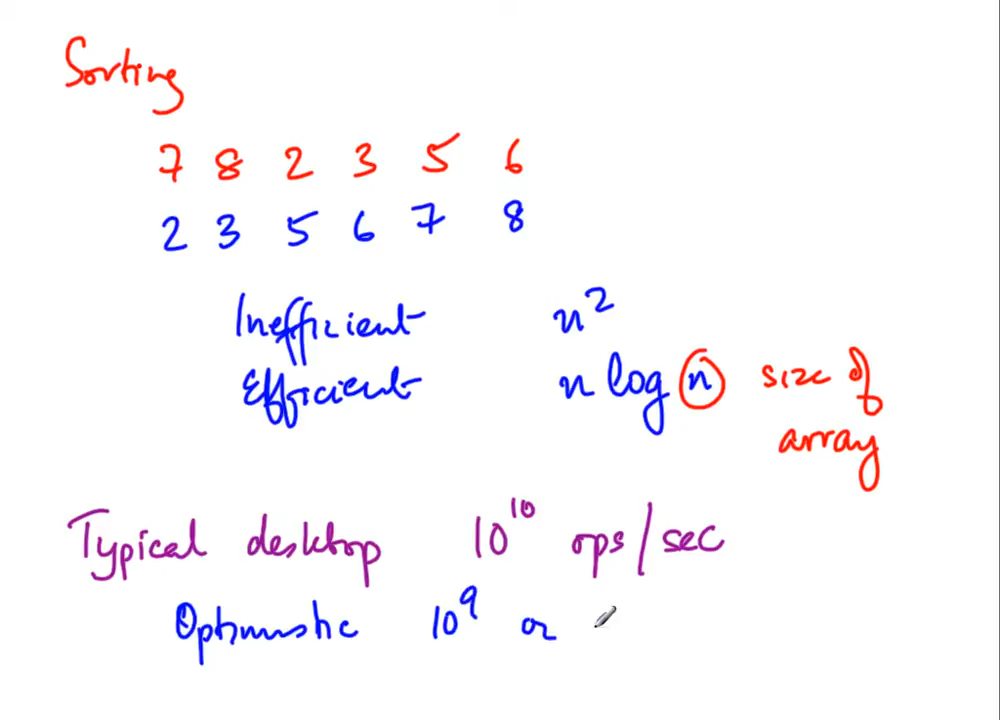 Sorting
7 8 2 3 5 6
2 3 5 6 7 8
Inefficient n²
Efficient n log n size of
array
Typical desktop 10¹⁰ ops/sec
Optimistic 10⁹ or